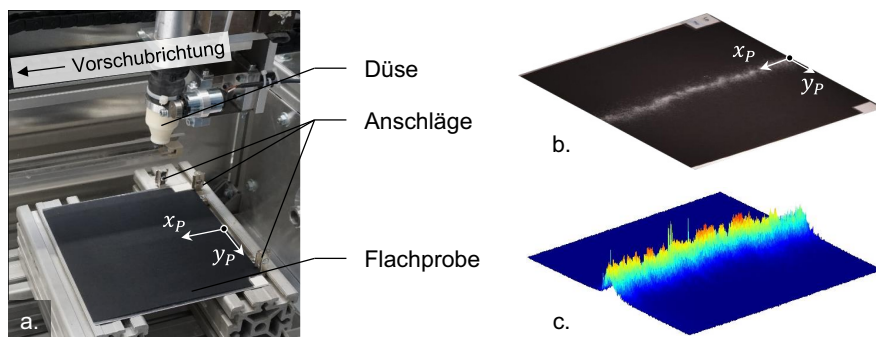 Vorschubrichtung
Düse
Anschläge
Flachprobe
x_P
y_P
a.
x_P
y_P
b.
c.